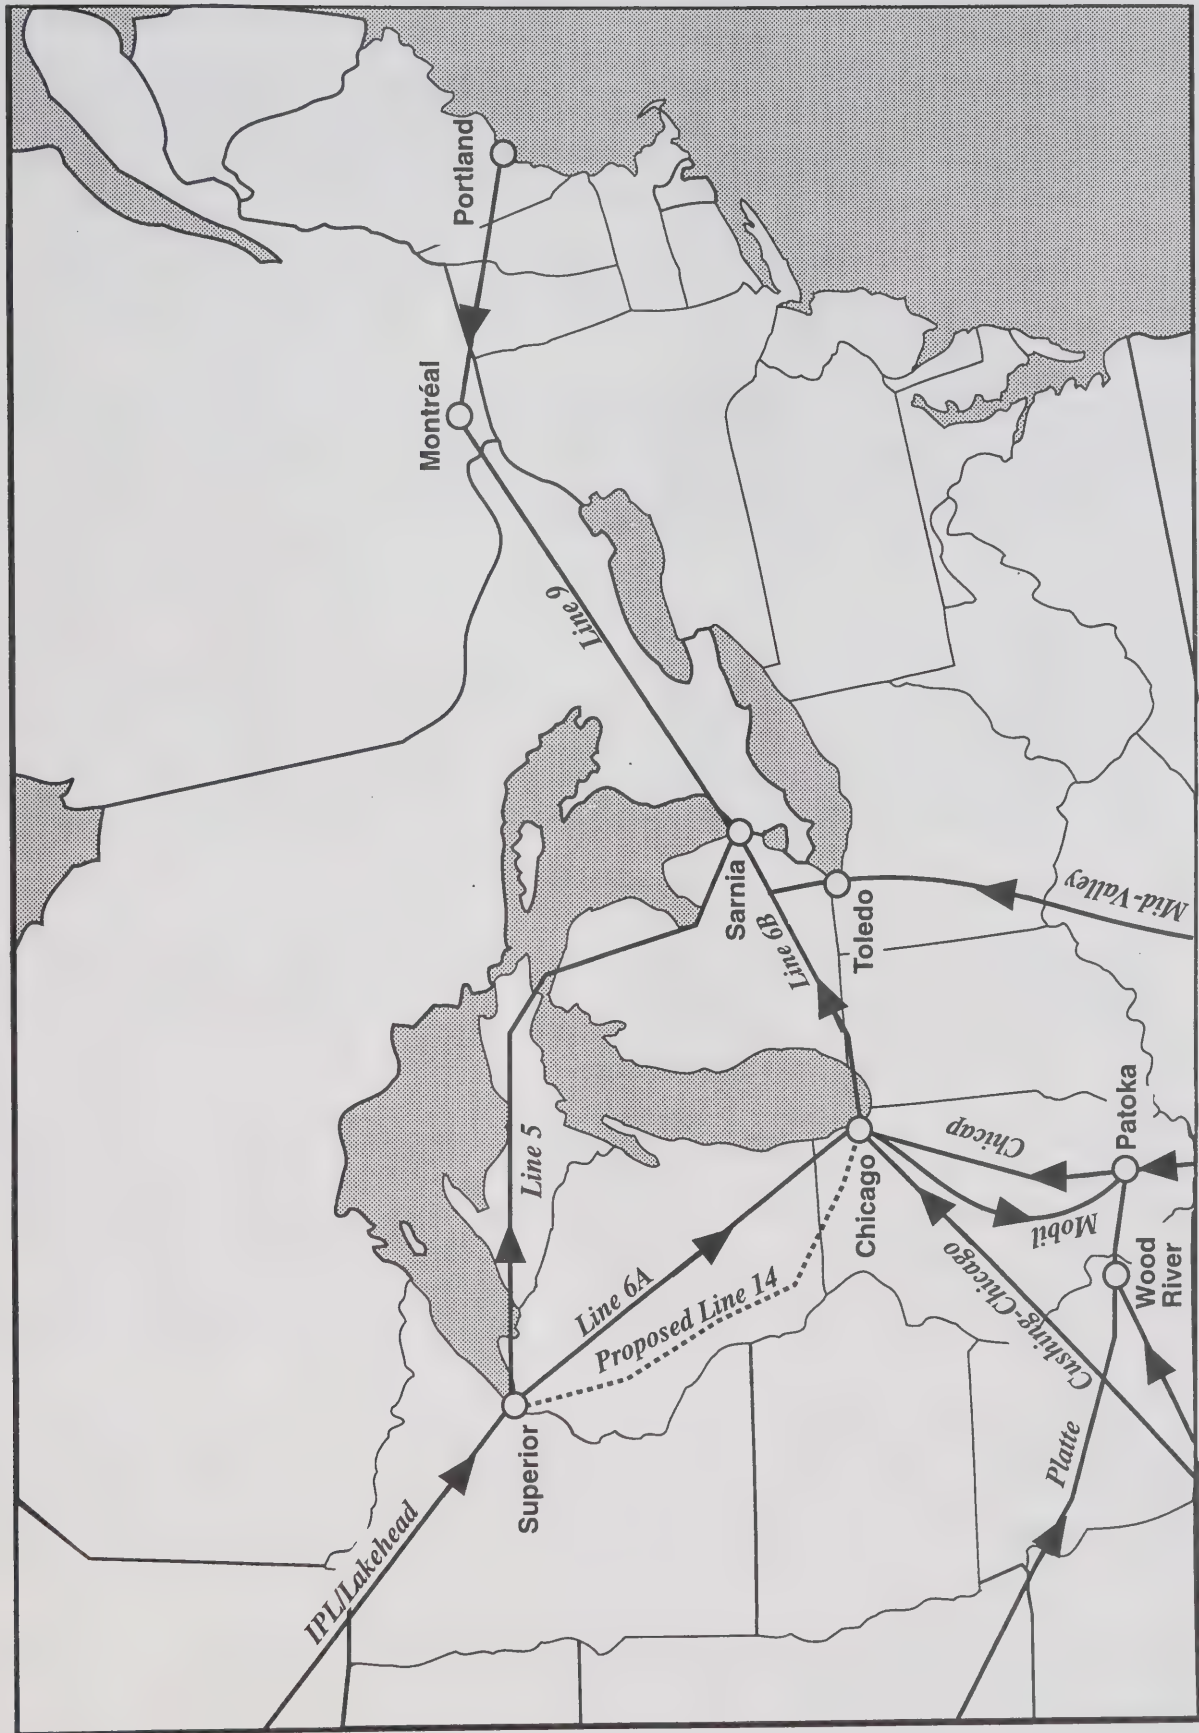 IPL/Lakehead
Superior
Line 5
Line 6A
Proposed Line 14
Montréal
Portland
Line 9
Sarnia
Line 6B
Toledo
Mid-Valley
Chicago
Chicap
Mobil
Cushing-Chicago
Patoka
Wood
River
Platte